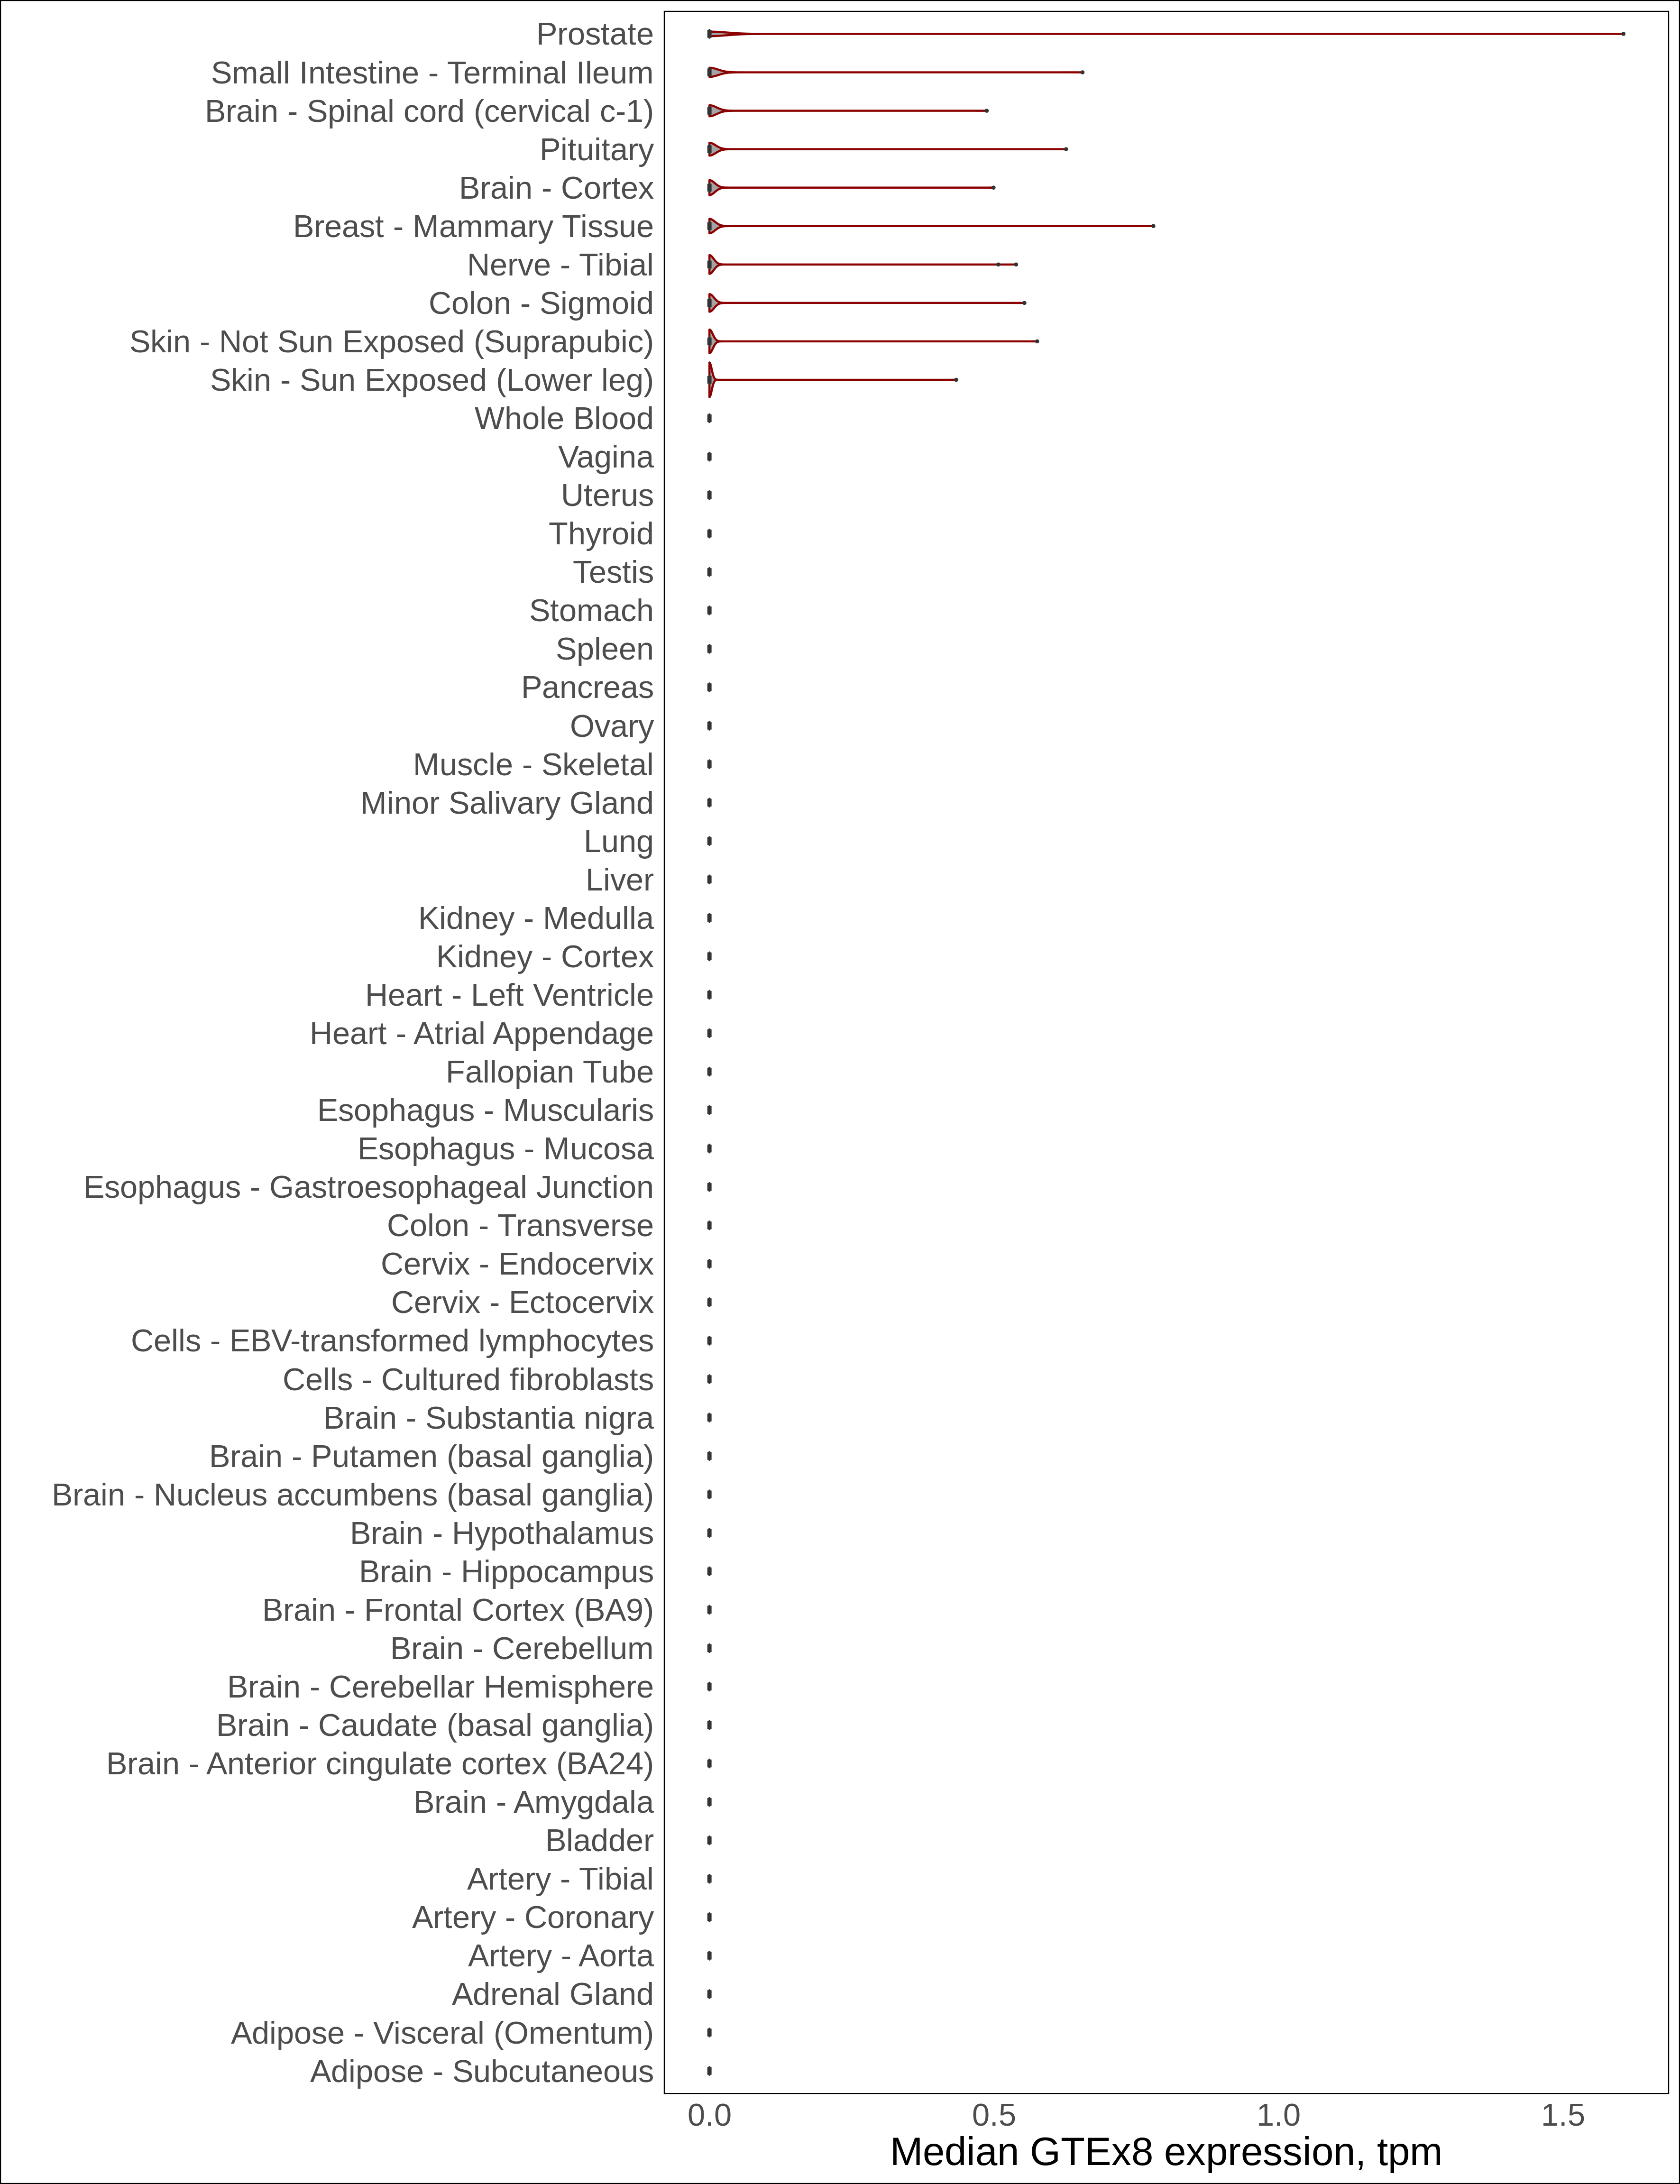 Prostate
Small Intestine - Terminal Ileum
Brain - Spinal cord (cervical c-1)
Pituitary
Brain - Cortex
Breast - Mammary Tissue
Nerve - Tibial
Colon - Sigmoid
Skin - Not Sun Exposed (Suprapubic)
Skin - Sun Exposed (Lower leg)
Whole Blood
Vagina
Uterus
Thyroid
Testis
Stomach
Spleen
Pancreas
Ovary
Muscle - Skeletal
Minor Salivary Gland
Lung
Liver
Kidney - Medulla
Kidney - Cortex
Heart - Left Ventricle
Heart - Atrial Appendage
Fallopian Tube
Esophagus - Muscularis
Esophagus - Mucosa
Esophagus - Gastroesophageal Junction
Colon - Transverse
Cervix - Endocervix
Cervix - Ectocervix
Cells - EBV-transformed lymphocytes
Cells - Cultured fibroblasts
Brain - Substantia nigra
Brain - Putamen (basal ganglia)
Brain - Nucleus accumbens (basal ganglia)
Brain - Hypothalamus
Brain - Hippocampus
Brain - Frontal Cortex (BA9)
Brain - Cerebellum
Brain - Cerebellar Hemisphere
Brain - Caudate (basal ganglia)
Brain - Anterior cingulate cortex (BA24)
Brain - Amygdala
Bladder
Artery - Tibial
Artery - Coronary
Artery - Aorta
Adrenal Gland
Adipose - Visceral (Omentum)
Adipose - Subcutaneous
0.0 0.5 1.0 1.5
Median GTEx8 expression, tpm